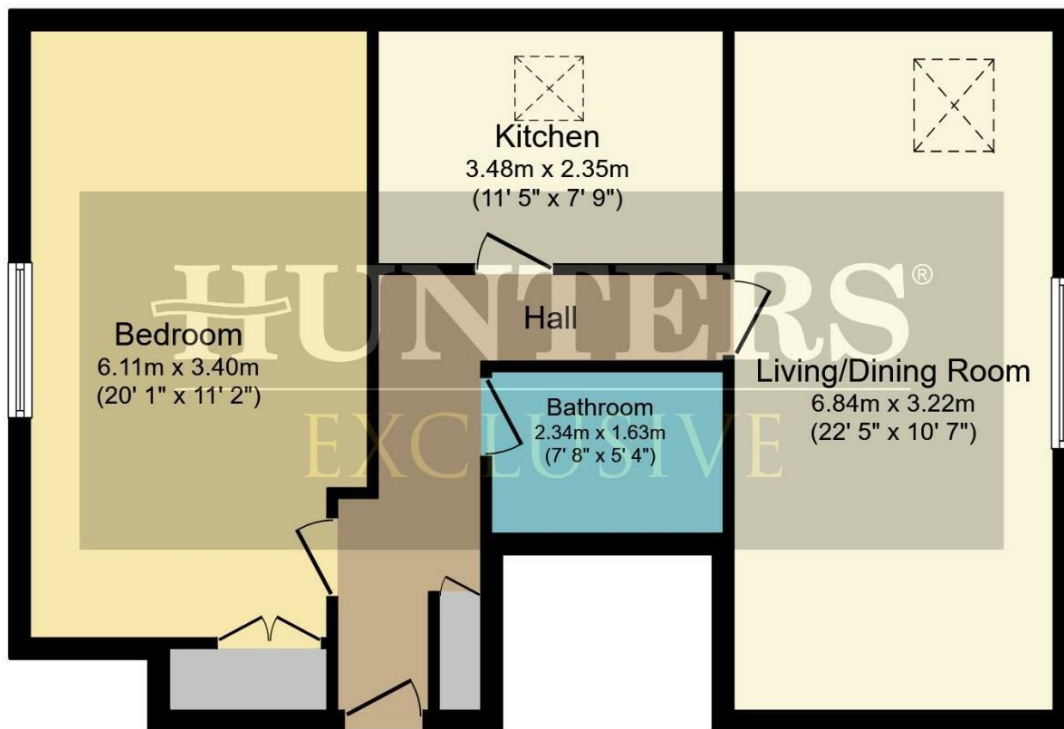 Kitchen
3.48m x 2.35m
(11' 5" x 7' 9")
HUNTERS®
EXCLUSIVE
Hall
Bedroom
6.11m x 3.40m
(20' 1" x 11' 2")
Bathroom
2.34m x 1.63m
(7' 8" x 5' 4")
Living/Dining Room
6.84m x 3.22m
(22' 5" x 10' 7")